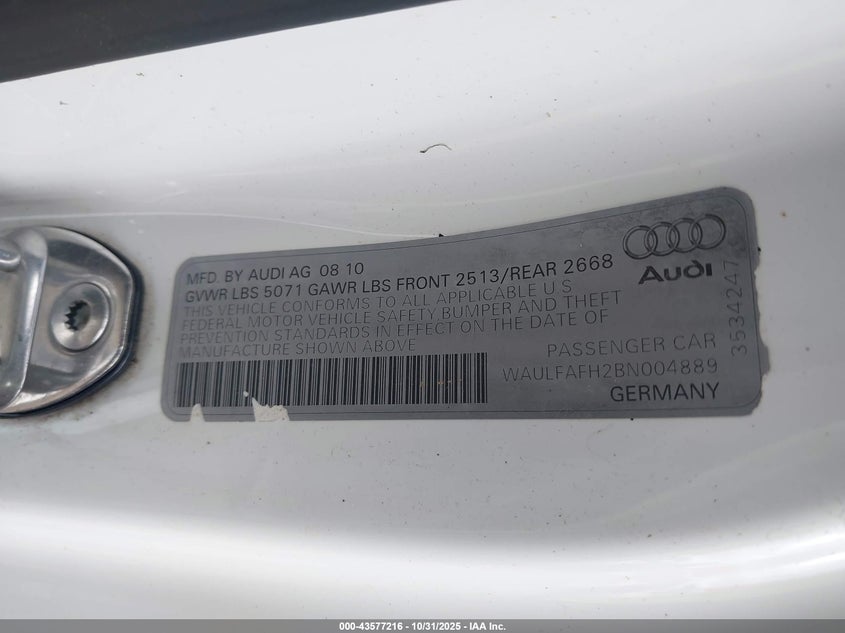 MFD. BY AUDI AG 08 10
GVWR LBS 5071 GAWR LBS FRONT 2513/REAR 2668
THIS VEHICLE CONFORMS TO ALL APPLICABLE U S
FEDERAL MOTOR VEHICLE SAFETY BUMPER AND THEFT
PREVENTION STANDARDS IN EFFECT ON THE DATE OF
MANUFACTURE SHOWN ABOVE
PASSENGER CAR
WAULFAFH2BN004889
GERMANY
Audi
3534247
000-43577216 - 10/31/2025 - IAA Inc.